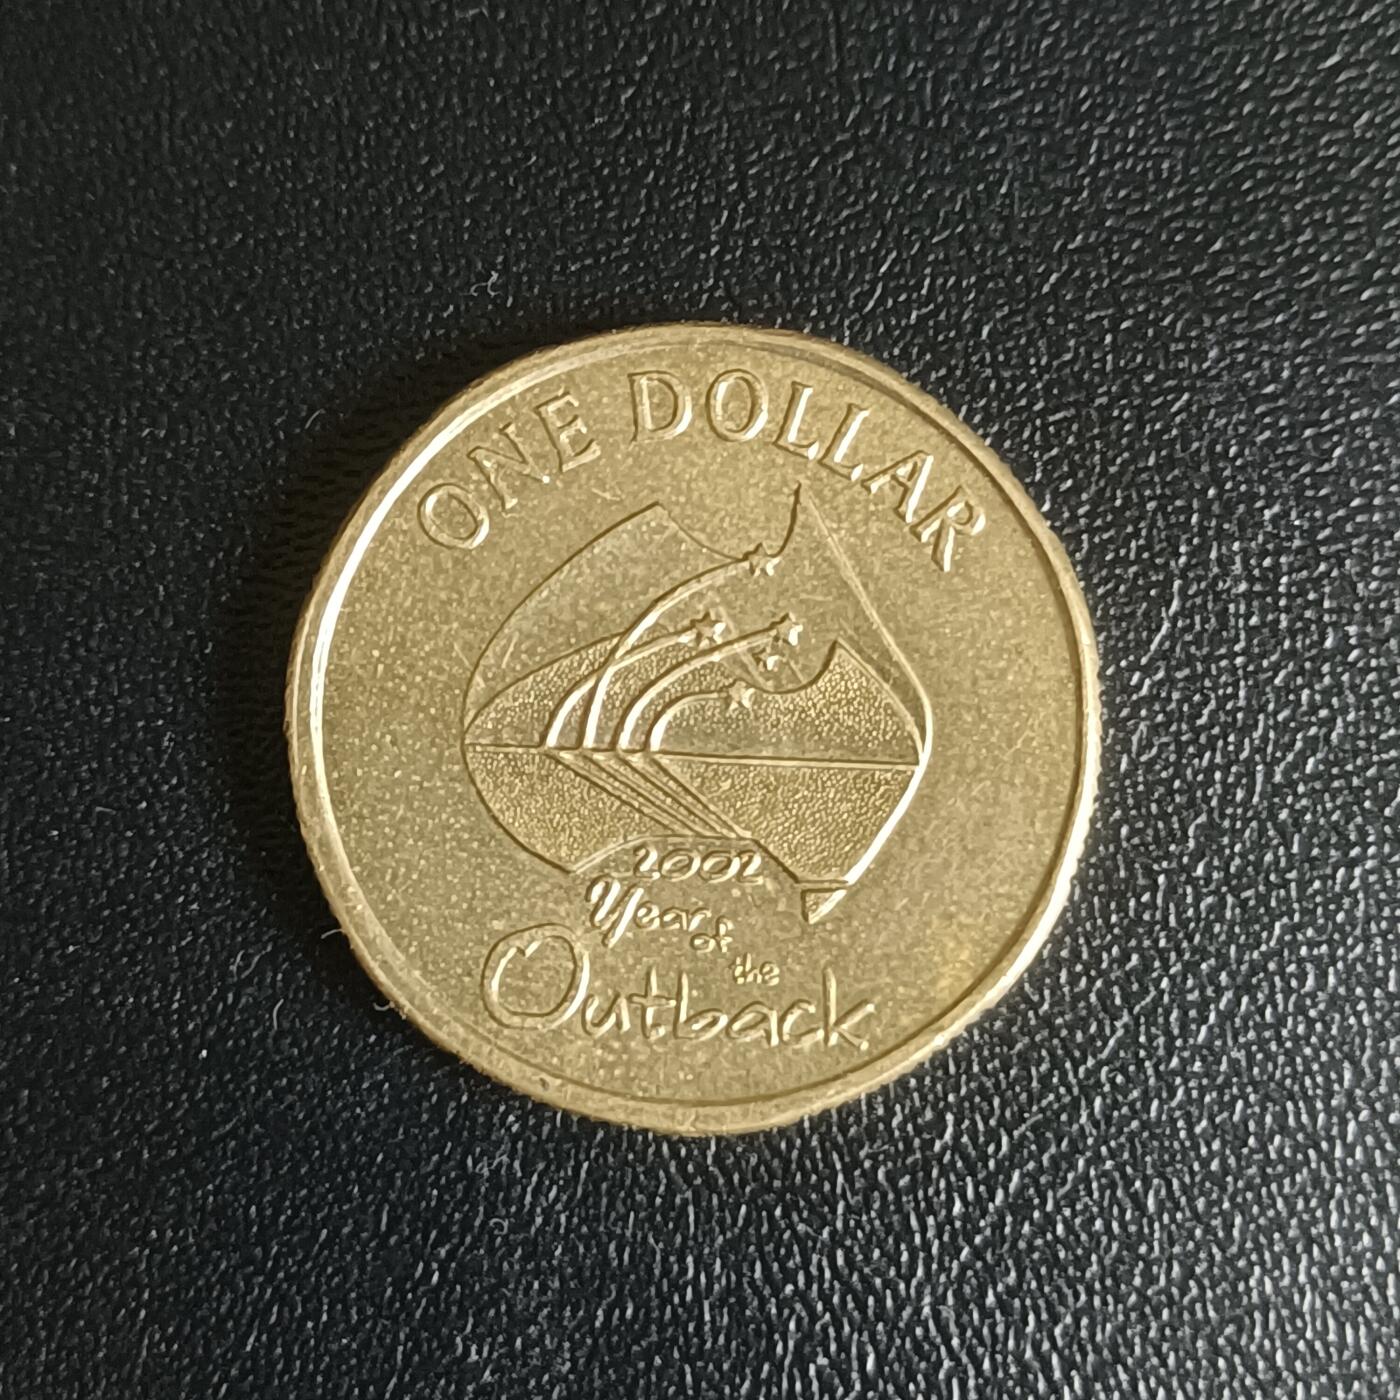 ONE DOLLAR
2002
Year
of
the
Outback